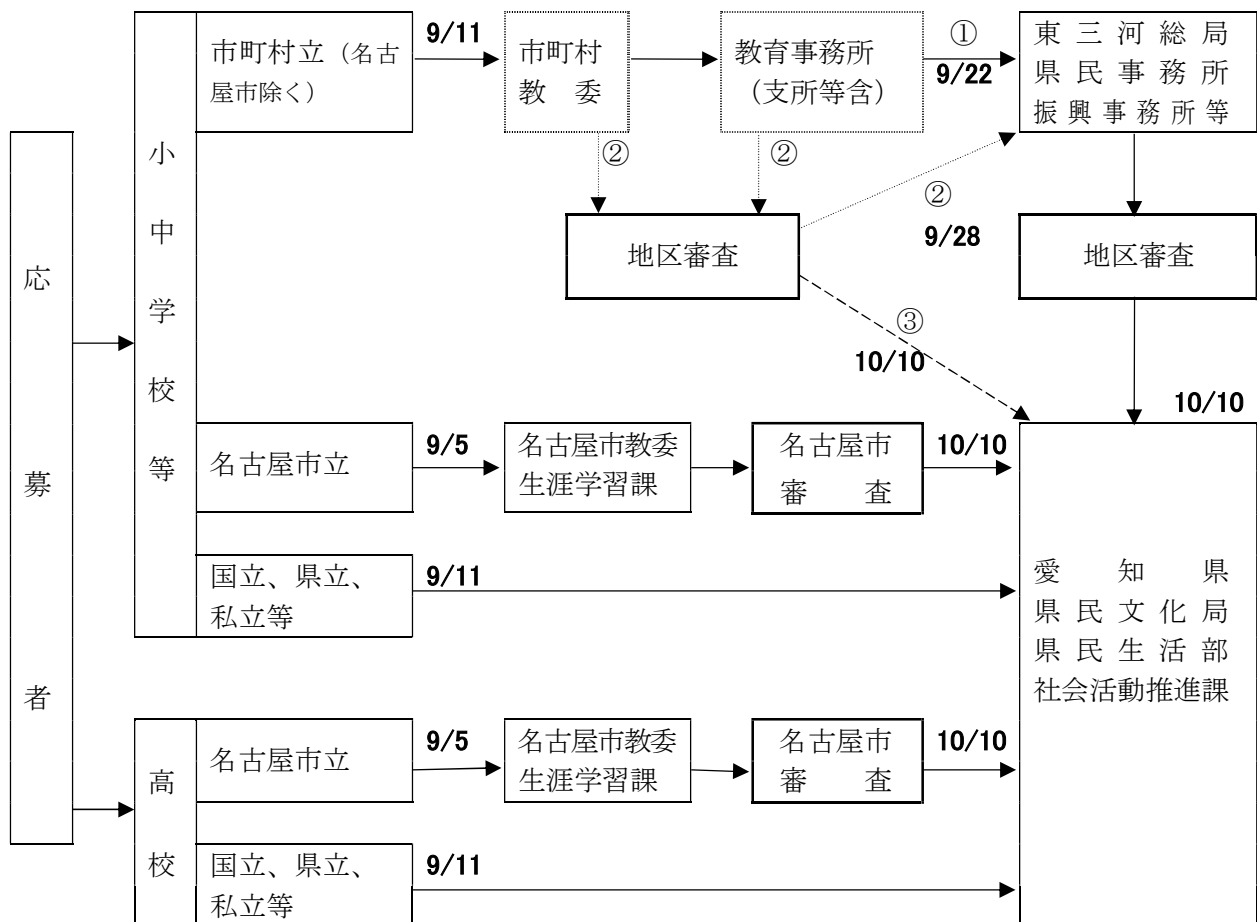 応募者
小中学校等
市町村立（名古
屋市除く）
9/11
市町村
教　委
教育事務所
（支所等含）
①
9/22
東三河総局
県民事務所
振興事務所等
②
②
地区審査
②
9/28
地区審査
③
10/10
10/10
名古屋市立
9/5
名古屋市教委
生涯学習課
名古屋市
審　　査
10/10
国立、県立、
私立等
9/11
愛　知　県
県民文化局
県民生活部
社会活動推進課
高校
名古屋市立
9/5
名古屋市教委
生涯学習課
名古屋市
審　　査
10/10
国立、県立、
私立等
9/11